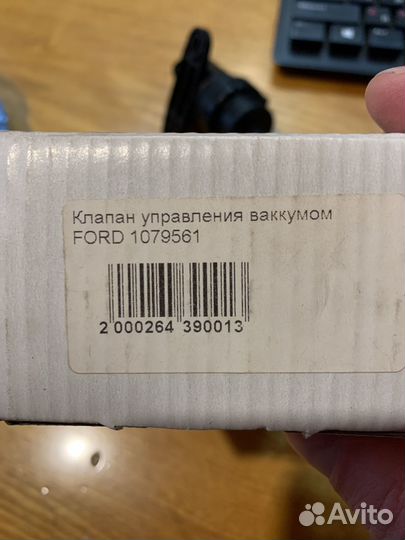 Клапан управления ваккумом
FORD 1079561
2 000264 390013
Avito